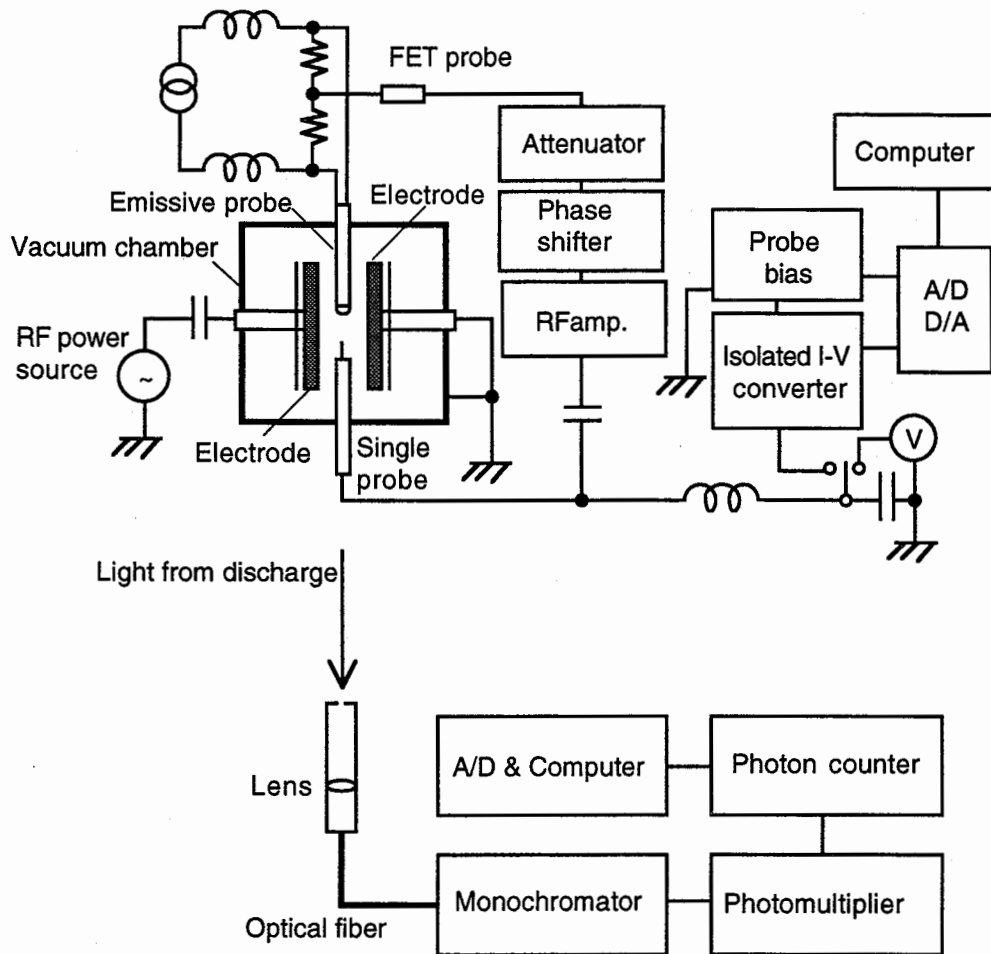 FET probe
Attenuator
Computer
Electrode
Emissive probe
Phase
shifter
Vacuum chamber
Probe
bias
A/D
D/A
RFamp.
RF power
source
~
Isolated I-V
converter
V
Electrode
Single
probe
Light from discharge
Lens
A/D & Computer
Photon counter
Monochromator
Photomultiplier
Optical fiber